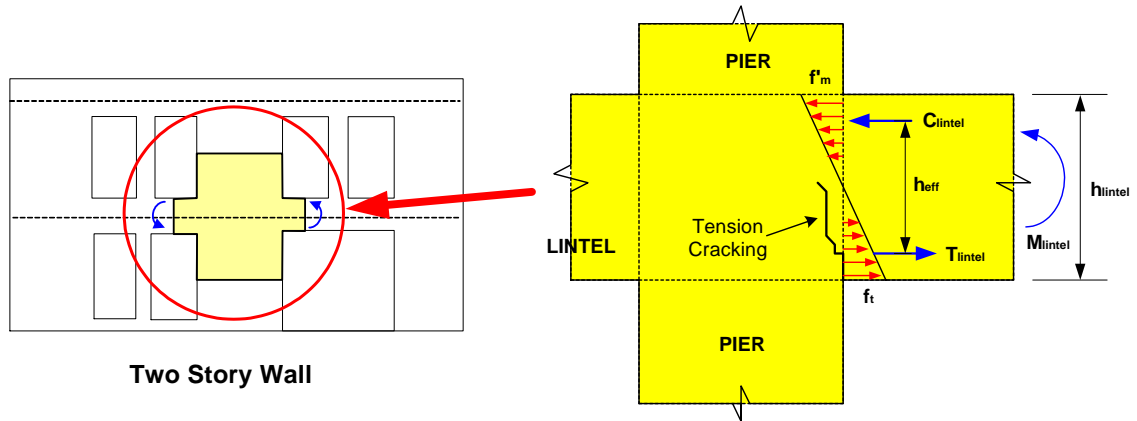 PIER
f'm
Clintel
heff
hlintel
Tension
Cracking
LINTEL
Mlintel
Tlintel
ft
PIER
Two Story Wall